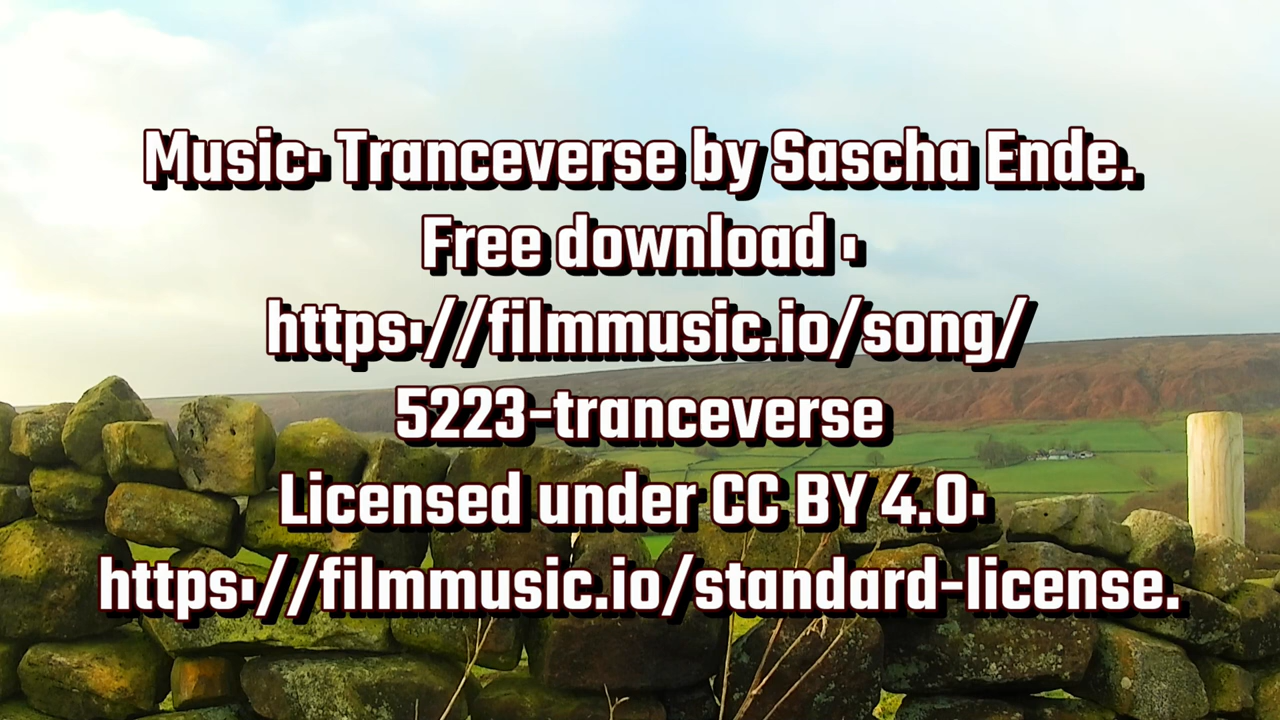 Music: Tranceverse by Sascha Ende.
Free download :
https://filmmusic.io/song/
5223-tranceverse
Licensed under CC BY 4.0:
https://filmmusic.io/standard-license.